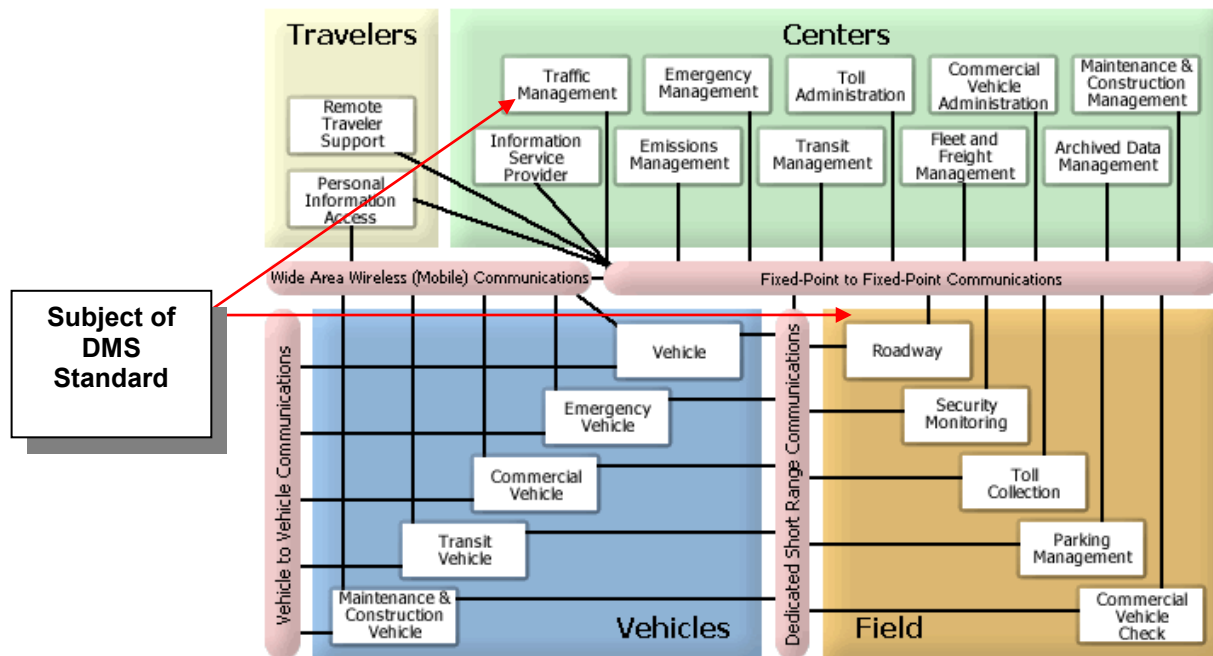 Travelers
Centers
Remote
Traveler
Support
Personal
Information
Access
Traffic
Management
Emergency
Management
Toll
Administration
Commercial
Vehicle
Administration
Maintenance &
Construction
Management
Information
Service
Provider
Emissions
Management
Transit
Management
Fleet and
Freight
Management
Archived Data
Management
Wide Area Wireless (Mobile) Communications
Fixed-Point to Fixed-Point Communications
Subject of
DMS
Standard
Vehicle to Vehicle Communications
Vehicle
Emergency
Vehicle
Commercial
Vehicle
Transit
Vehicle
Maintenance &
Construction
Vehicle
Vehicles
Dedicated Short Range Communications
Roadway
Security
Monitoring
Toll
Collection
Parking
Management
Commercial
Vehicle
Check
Field